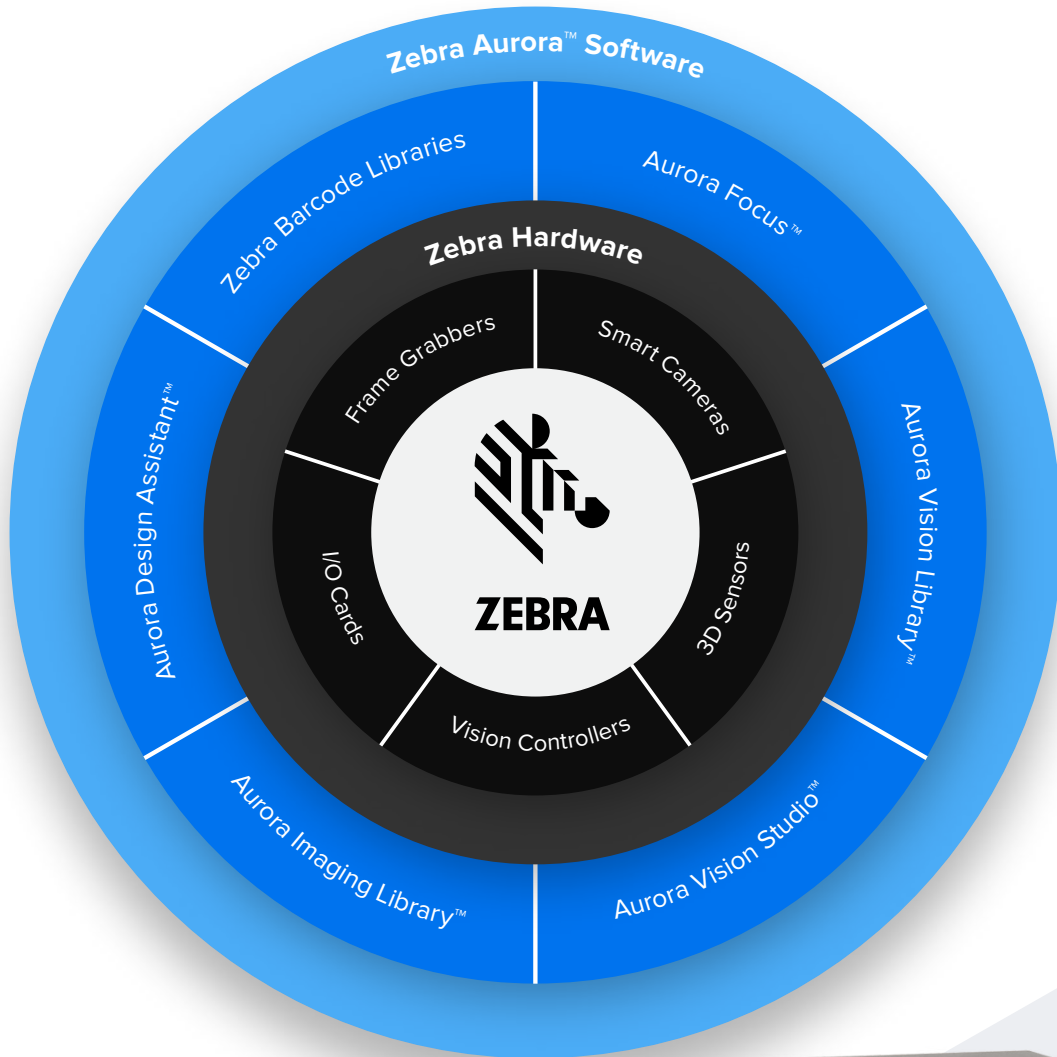 Zebra Aurora™ Software
Zebra Barcode Libraries
Aurora Focus™
Aurora Vision Library™
Aurora Vision Studio™
Aurora Imaging Library™
Aurora Design Assistant™
Zebra Hardware
Frame Grabbers
Smart Cameras
3D Sensors
Vision Controllers
I/O Cards
ZEBRA